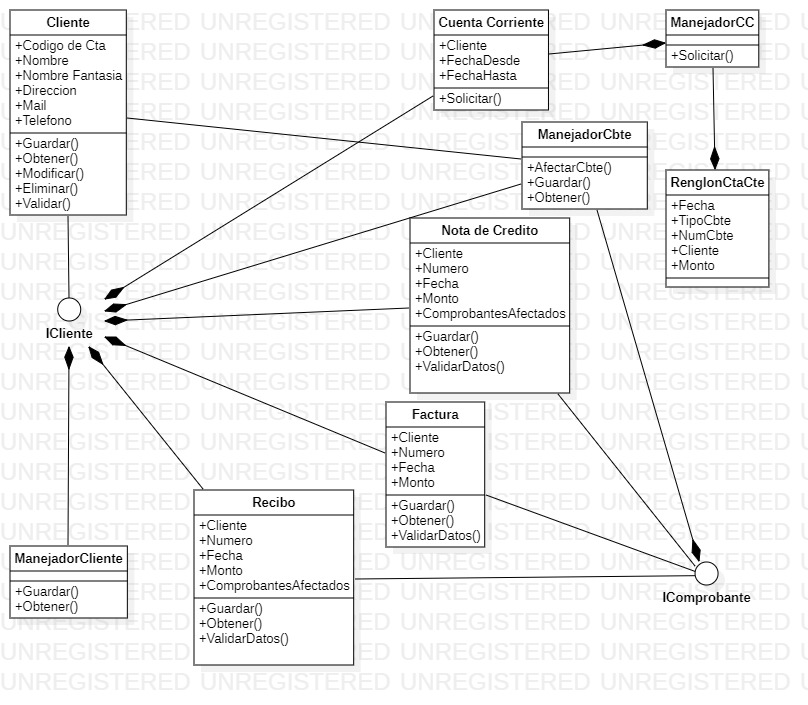 Cliente
+Codigo de Cta
+Nombre
+Nombre Fantasia
+Direccion
+Mail
+Telefono
+Guardar()
+Obtener()
+Modificar()
+Eliminar()
+Validar()
Cuenta Corriente
+Cliente
+FechaDesde
+FechaHasta
+Solicitar()
ManejadorCC
+Solicitar()
ManejadorCbte
+AfectarCbte()
+Guardar()
+Obtener()
RenglonCtaCte
+Fecha
+TipoCbte
+NumCbte
+Cliente
+Monto
Nota de Credito
+Cliente
+Numero
+Fecha
+Monto
+ComprobantesAfectados
+Guardar()
+Obtener()
+ValidarDatos()
ICliente
Factura
+Cliente
+Numero
+Fecha
+Monto
+Guardar()
+Obtener()
+ValidarDatos()
Recibo
+Cliente
+Numero
+Fecha
+Monto
+ComprobantesAfectados
+Guardar()
+Obtener()
+ValidarDatos()
ManejadorCliente
+Guardar()
+Obtener()
IComprobante
UNREGISTERED